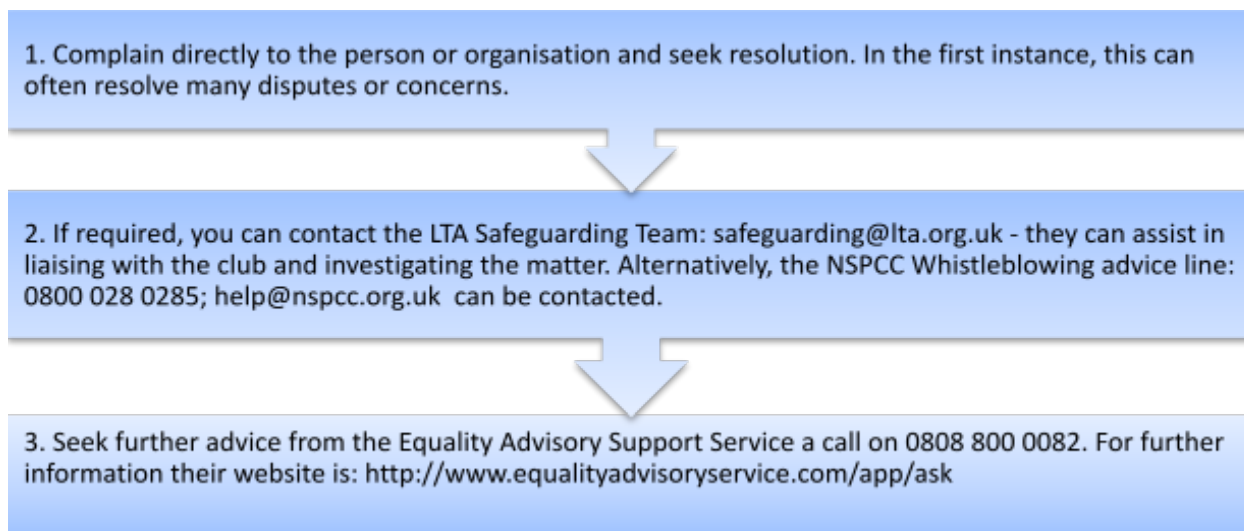 1. Complain directly to the person or organisation and seek resolution. In the first instance, this can
often resolve many disputes or concerns.
2. If required, you can contact the LTA Safeguarding Team: safeguarding@lta.org.uk - they can assist in
liaising with the club and investigating the matter. Alternatively, the NSPCC Whistleblowing advice line:
0800 028 0285; help@nspcc.org.uk  can be contacted.
3. Seek further advice from the Equality Advisory Support Service a call on 0808 800 0082. For further
information their website is: http://www.equalityadvisoryservice.com/app/ask